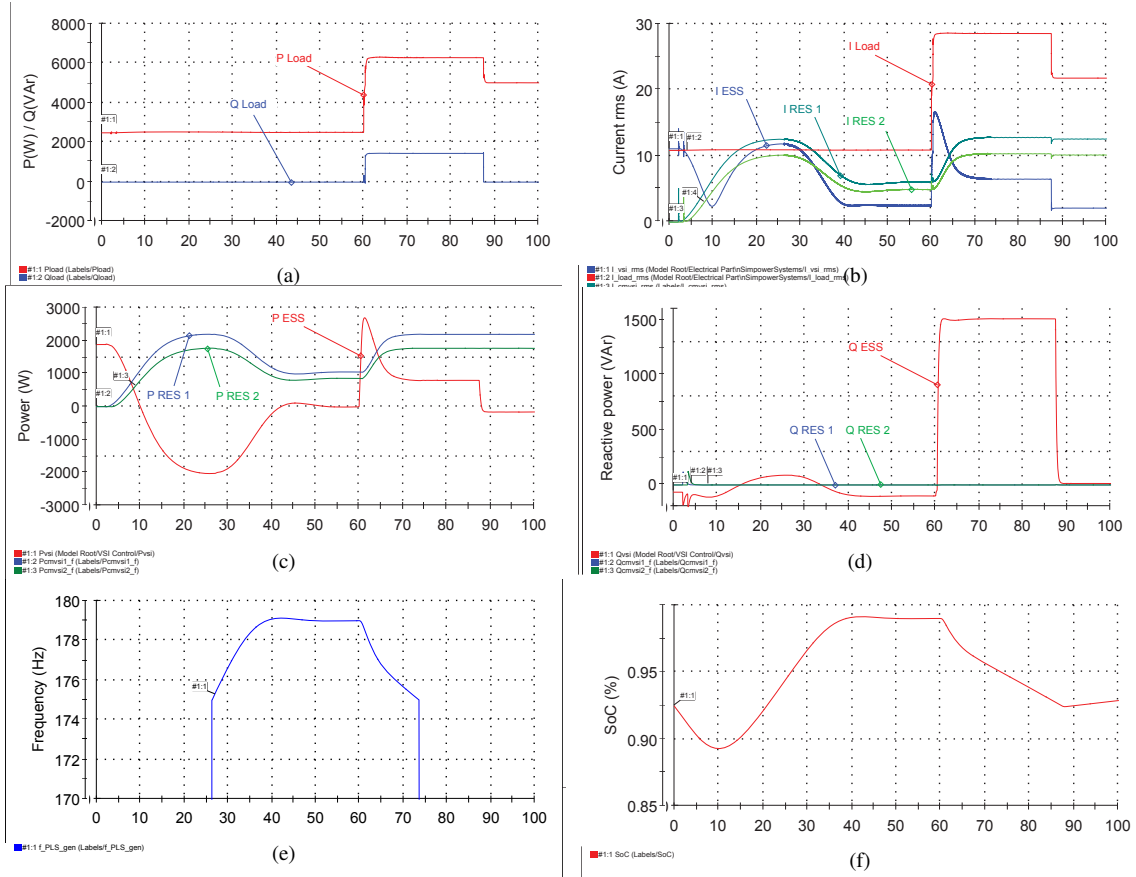 8000
6000
4000
2000
0
-2000
P(W) / Q(VAr)
P Load
Q Load
#1:1
#1:2
0 10 20 30 40 50 60 70 80 90 100
#1:1 Pload (Labels/Pload)
#1:2 Qload (Labels/Qload)
(a)
30
20
10
0
Current rms (A)
I Load
I ESS
I RES 1
I RES 2
#1:1
#1:2
#1:4
#1:3
0 10 20 30 40 50 60 70 80 90 100
#1:1 I_vsi_rms (Model Root/Electrical Part\nSimpowerSystems/I_vsi_rms)
#1:2 I_load_rms (Model Root/Electrical Part\nSimpowerSystems/I_load_rms)
(b)
3000
2000
1000
0
-1000
-2000
-3000
Power (W)
P ESS
P RES 1
P RES 2
#1:1
#1:3
#1:2
0 10 20 30 40 50 60 70 80 90 100
#1:1 Pvsi (Model Root/VSI Control/Pvsi)
#1:2 Pcmvsi1_f (Labels/Pcmvsi1_f)
#1:3 Pcmvsi2_f (Labels/Pcmvsi2_f)
(c)
1500
1000
500
0
Reactive power (VAr)
Q ESS
Q RES 1
Q RES 2
#1:1
#1:2
#1:3
0 10 20 30 40 50 60 70 80 90 100
#1:1 Qvsi (Model Root/VSI Control/Qvsi)
#1:2 Qcmvsi1_f (Labels/Qcmvsi1_f)
#1:3 Qcmvsi2_f (Labels/Qcmvsi2_f)
(d)
180
178
176
174
172
170
Frequency (Hz)
#1:1
0 10 20 30 40 50 60 70 80 90 100
#1:1 f_PLS_gen (Labels/f_PLS_gen)
(e)
0.95
0.90
0.85
SoC (%)
#1:1
0 10 20 30 40 50 60 70 80 90 100
#1:1 SoC (Labels/SoC)
(f)